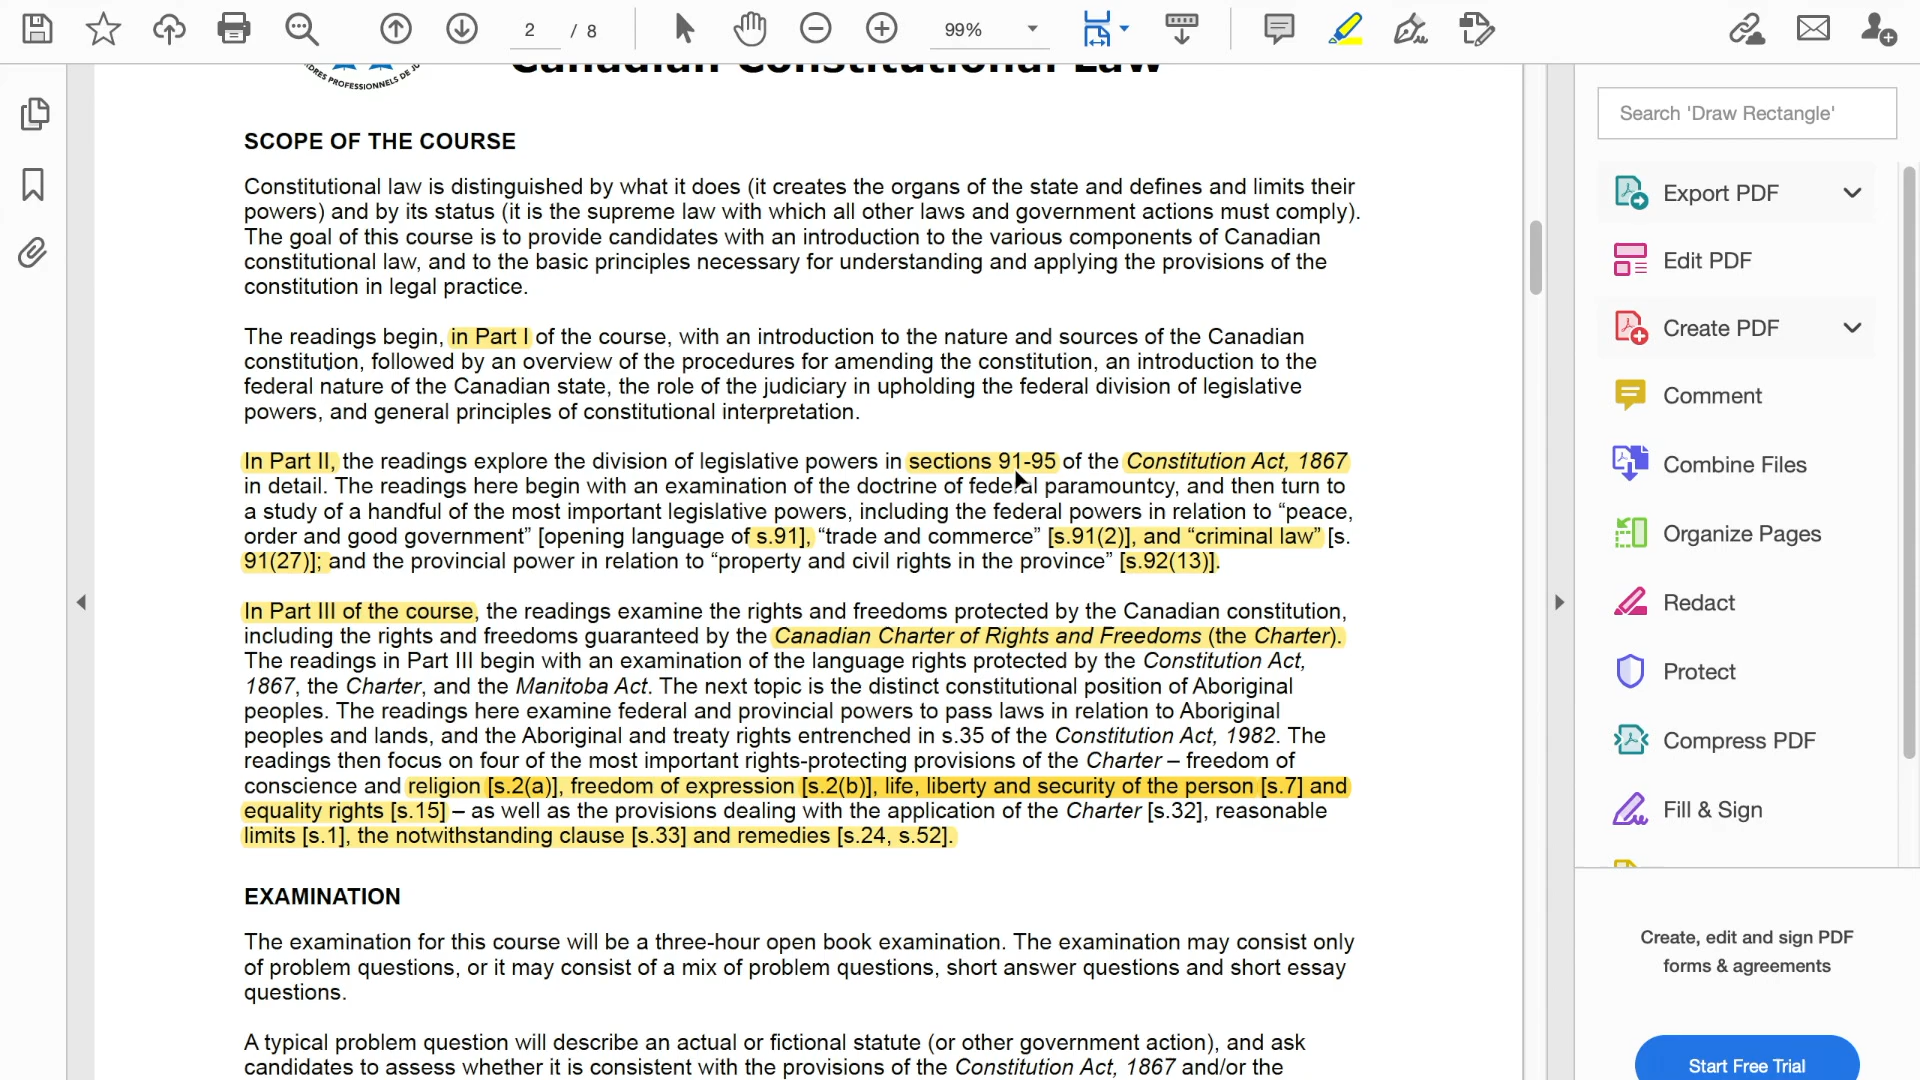 2 / 8
99%
DRES PROFESSIONNELS DE JU
Canadian Constitutional Law
SCOPE OF THE COURSE
Constitutional law is distinguished by what it does (it creates the organs of the state and defines and limits their
powers) and by its status (it is the supreme law with which all other laws and government actions must comply).
The goal of this course is to provide candidates with an introduction to the various components of Canadian
constitutional law, and to the basic principles necessary for understanding and applying the provisions of the
constitution in legal practice.
The readings begin, in Part I of the course, with an introduction to the nature and sources of the Canadian
constitution, followed by an overview of the procedures for amending the constitution, an introduction to the
federal nature of the Canadian state, the role of the judiciary in upholding the federal division of legislative
powers, and general principles of constitutional interpretation.
In Part II, the readings explore the division of legislative powers in sections 91-95 of the Constitution Act, 1867
in detail. The readings here begin with an examination of the doctrine of federal paramountcy, and then turn to
a study of a handful of the most important legislative powers, including the federal powers in relation to “peace,
order and good government” [opening language of s.91], “trade and commerce” [s.91(2)], and “criminal law” [s.
91(27)]; and the provincial power in relation to “property and civil rights in the province” [s.92(13)].
In Part III of the course, the readings examine the rights and freedoms protected by the Canadian constitution,
including the rights and freedoms guaranteed by the Canadian Charter of Rights and Freedoms (the Charter).
The readings in Part III begin with an examination of the language rights protected by the Constitution Act,
1867, the Charter, and the Manitoba Act. The next topic is the distinct constitutional position of Aboriginal
peoples. The readings here examine federal and provincial powers to pass laws in relation to Aboriginal
peoples and lands, and the Aboriginal and treaty rights entrenched in s.35 of the Constitution Act, 1982. The
readings then focus on four of the most important rights-protecting provisions of the Charter – freedom of
conscience and religion [s.2(a)], freedom of expression [s.2(b)], life, liberty and security of the person [s.7] and
equality rights [s.15] – as well as the provisions dealing with the application of the Charter [s.32], reasonable
limits [s.1], the notwithstanding clause [s.33] and remedies [s.24, s.52].
EXAMINATION
The examination for this course will be a three-hour open book examination. The examination may consist only
of problem questions, or it may consist of a mix of problem questions, short answer questions and short essay
questions.
A typical problem question will describe an actual or fictional statute (or other government action), and ask
candidates to assess whether it is consistent with the provisions of the Constitution Act, 1867 and/or the
Search 'Draw Rectangle'
Export PDF
Edit PDF
Create PDF
Comment
Combine Files
Organize Pages
Redact
Protect
Compress PDF
Fill & Sign
Create, edit and sign PDF
forms & agreements
Start Free Trial